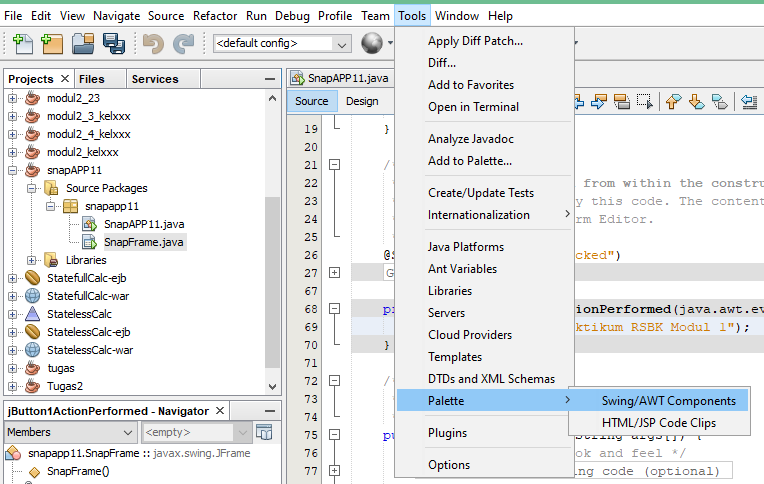 File Edit View Navigate Source Refactor Run Debug Profile Team Tools Window Help
<default config>
Projects
Files
Services
modul2_23
modul2_3_kelxxx
modul2_4_kelxxx
modul2_kelxxx
snapAPP11
Source Packages
snapapp11
SnapAPP11.java
SnapFrame.java
Libraries
StatefullCalc-ejb
StatefullCalc-war
StatelessCalc
StatelessCalc-ejb
StatelessCalc-war
tugas
Tugas2
jButton1ActionPerformed - Navigator
Members
<empty>
snapapp11.SnapFrame :: javax.swing.JFrame
SnapFrame()
SnapAPP11.java
Source Design
Apply Diff Patch...
Diff...
Add to Favorites
Open in Terminal
Analyze Javadoc
Add to Palette...
Create/Update Tests
Internationalization
Java Platforms
Ant Variables
Libraries
Servers
Cloud Providers
Templates
DTDs and XML Schemas
Palette
Plugins
Options
Swing/AWT Components
HTML/JSP Code Clips
19 }
20
21 /*
22 from within the constru
23 y this code. The content
24 rm Editor.
25
26 @S cked")
27 G
67
68 pr ionPerformed(java.awt.ev
69 ktikum RSBK Modul 1");
70 }
71
72 /*
73
74
75 pu String args[]) {
76 ok and feel */
77 ing code (optional)